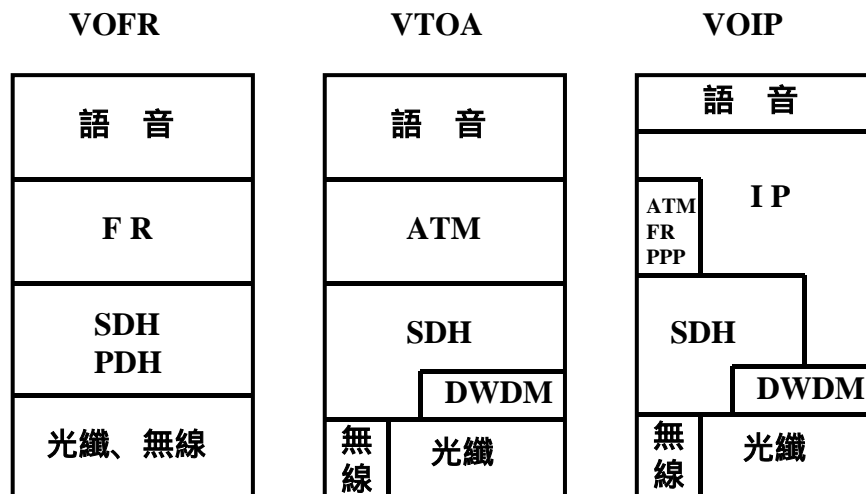 VOFR
VTOA
VOIP
語 音
F R
SDH
PDH
光纖、無線
語 音
ATM
SDH
DWDM
無
線
光纖
語 音
I P
ATM
FR
PPP
SDH
DWDM
無
線
光纖